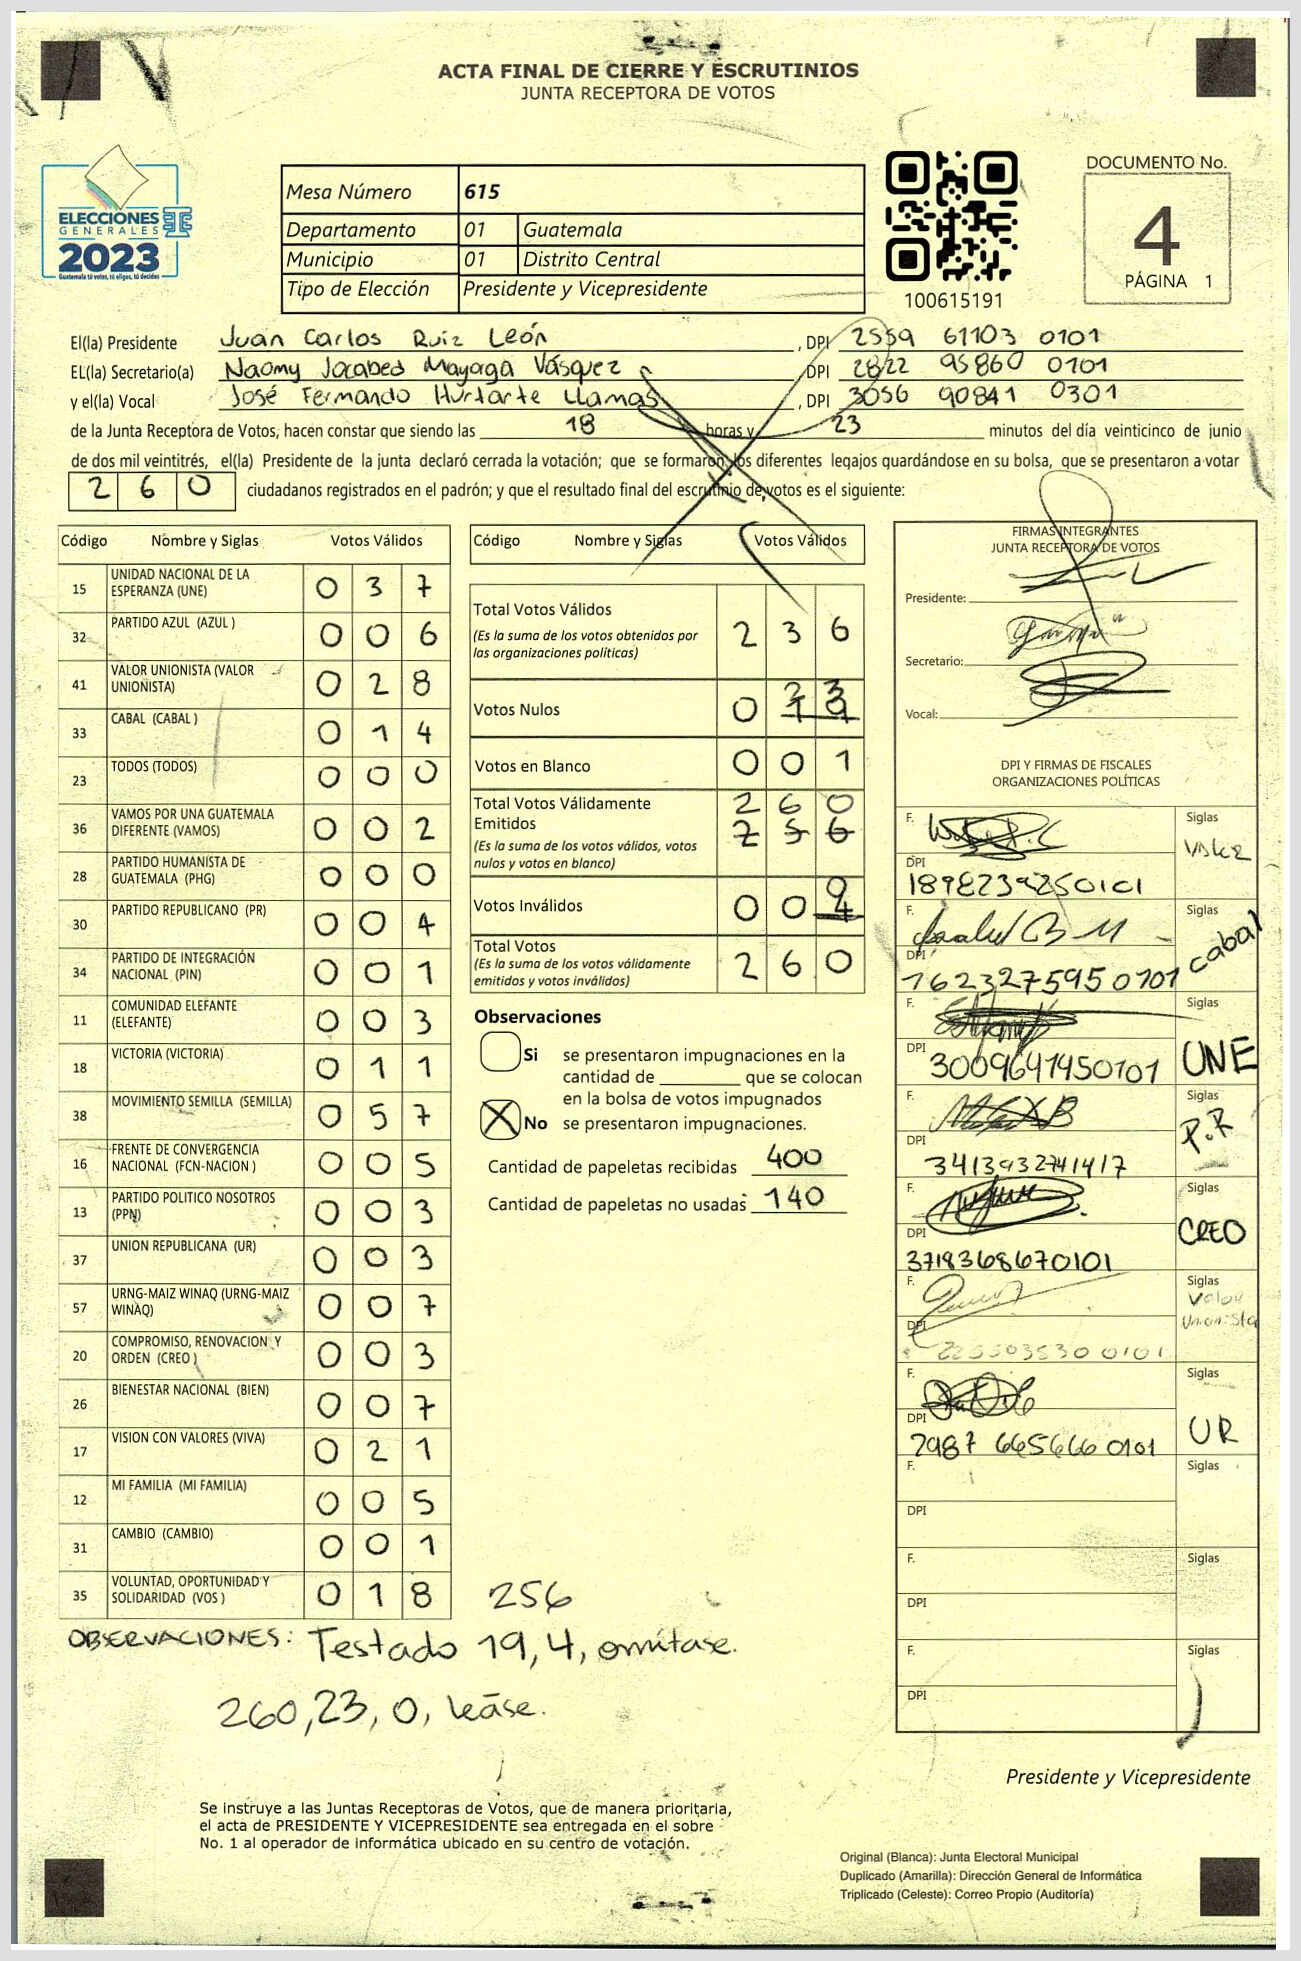 ACTA FINAL DE CIERRE Y ESCRUTINIOS
JUNTA RECEPTORA DE VOTOS
ELECCIONES
GENERALES
2023
Guatemala tú votas, tú eliges, tú decides
Mesa Número 615
Departamento 01 Guatemala
Municipio 01 Distrito Central
Tipo de Elección Presidente y Vicepresidente
100615191
DOCUMENTO No.
4
PÁGINA 1
El(la) Presidente Juan Carlos Ruiz León, DPI 2559 61103 0101
EL(la) Secretario(a) Naomy Jocabed Mayorga Vásquez, DPI 2822 95860 0101
y el(la) Vocal José Fermando Hurtarte Llamas, DPI 3056 90841 0301
de la Junta Receptora de Votos, hacen constar que siendo las 18 horas y 23 minutos del día veinticinco de junio
de dos mil veintitrés, el(la) Presidente de la junta declaró cerrada la votación; que se formaron los diferentes legajos guardándose en su bolsa, que se presentaron a votar
260 ciudadanos registrados en el padrón; y que el resultado final del escrutinio de votos es el siguiente:
Código Nombre y Siglas Votos Válidos
15 UNIDAD NACIONAL DE LA ESPERANZA (UNE) 0 3 7
32 PARTIDO AZUL (AZUL ) 0 0 6
41 VALOR UNIONISTA (VALOR UNIONISTA) 0 2 8
33 CABAL (CABAL ) 0 1 4
23 TODOS (TODOS) 0 0 0
36 VAMOS POR UNA GUATEMALA DIFERENTE (VAMOS) 0 0 2
28 PARTIDO HUMANISTA DE GUATEMALA (PHG) 0 0 0
30 PARTIDO REPUBLICANO (PR) 0 0 4
34 PARTIDO DE INTEGRACIÓN NACIONAL (PIN) 0 0 1
11 COMUNIDAD ELEFANTE (ELEFANTE) 0 0 3
18 VICTORIA (VICTORIA) 0 1 1
38 MOVIMIENTO SEMILLA (SEMILLA) 0 5 7
16 FRENTE DE CONVERGENCIA NACIONAL (FCN-NACION ) 0 0 5
13 PARTIDO POLITICO NOSOTROS (PPN) 0 0 3
37 UNION REPUBLICANA (UR) 0 0 3
57 URNG-MAIZ WINAQ (URNG-MAIZ WINAQ) 0 0 7
20 COMPROMISO, RENOVACION Y ORDEN (CREO ) 0 0 3
26 BIENESTAR NACIONAL (BIEN) 0 0 7
17 VISION CON VALORES (VIVA) 0 2 1
12 MI FAMILIA (MI FAMILIA) 0 0 5
31 CAMBIO (CAMBIO) 0 0 1
35 VOLUNTAD, OPORTUNIDAD Y SOLIDARIDAD (VOS ) 0 1 8
Código Nombre y Siglas Votos Válidos
Total Votos Válidos 2 3 6
(Es la suma de los votos obtenidos por
las organizaciones políticas)
2 3
Votos Nulos 0 1 9
Votos en Blanco 0 0 1
Total Votos Válidamente 2 6 0
Emitidos 2 5 6
(Es la suma de los votos válidos, votos
nulos y votos en blanco)
0
Votos Inválidos 0 0 4
Total Votos 2 6 0
(Es la suma de los votos válidamente
emitidos y votos inválidos)
Observaciones
Si se presentaron impugnaciones en la
cantidad de ________ que se colocan
en la bolsa de votos impugnados
X No se presentaron impugnaciones.
Cantidad de papeletas recibidas 400
Cantidad de papeletas no usadas 140
256
FIRMAS INTEGRANTES
JUNTA RECEPTORA DE VOTOS
Presidente:
Secretario:
Vocal:
DPI Y FIRMAS DE FISCALES
ORGANIZACIONES POLÍTICAS
F. Siglas
DPI 1898239250101
F. Siglas cabal
DPI 1623275950101
F. Siglas UNE
DPI 3009641450101
F. Siglas P.R
DPI 3413932741417
F. Siglas CREO
DPI 3718368670101
F. Siglas Valor Unionista
DPI
F. Siglas UR
DPI 0101
F. Siglas
DPI
F. Siglas
DPI
F. Siglas
DPI
OBSERVACIONES: Testado 19, 4, omítase.
260, 23, 0, leáse.
Presidente y Vicepresidente
Se instruye a las Juntas Receptoras de Votos, que de manera prioritaria,
el acta de PRESIDENTE Y VICEPRESIDENTE sea entregada en el sobre
No. 1 al operador de informática ubicado en su centro de votación.
Original (Blanca): Junta Electoral Municipal
Duplicado (Amarilla): Dirección General de Informática
Triplicado (Celeste): Correo Propio (Auditoría)